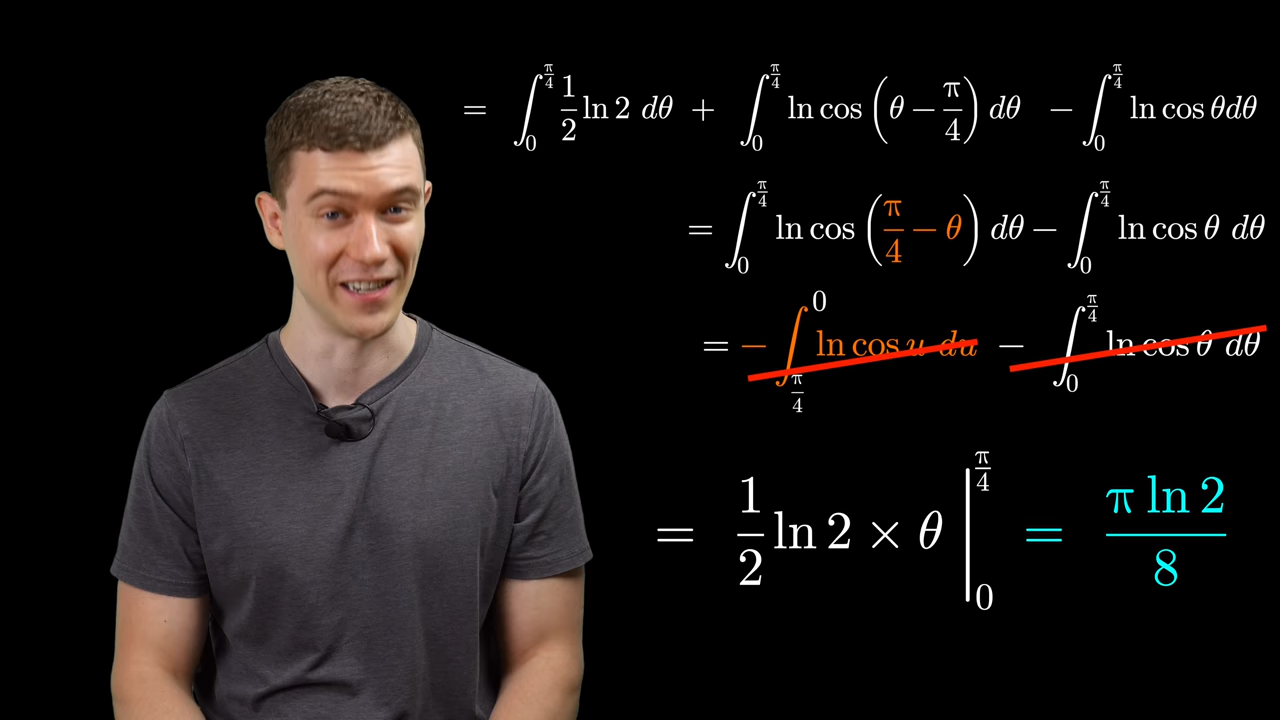 = ∫₀^{π/4} 1/2 ln 2 dθ + ∫₀^{π/4} ln cos (θ − π/4) dθ − ∫₀^{π/4} ln cos θdθ
= ∫₀^{π/4} ln cos (π/4 − θ) dθ − ∫₀^{π/4} ln cos θ dθ
= − ∫_{π/4}^0 ln cos u du − ∫₀^{π/4} ln cos θ dθ
= 1/2 ln 2 × θ |₀^{π/4} = π ln 2/8